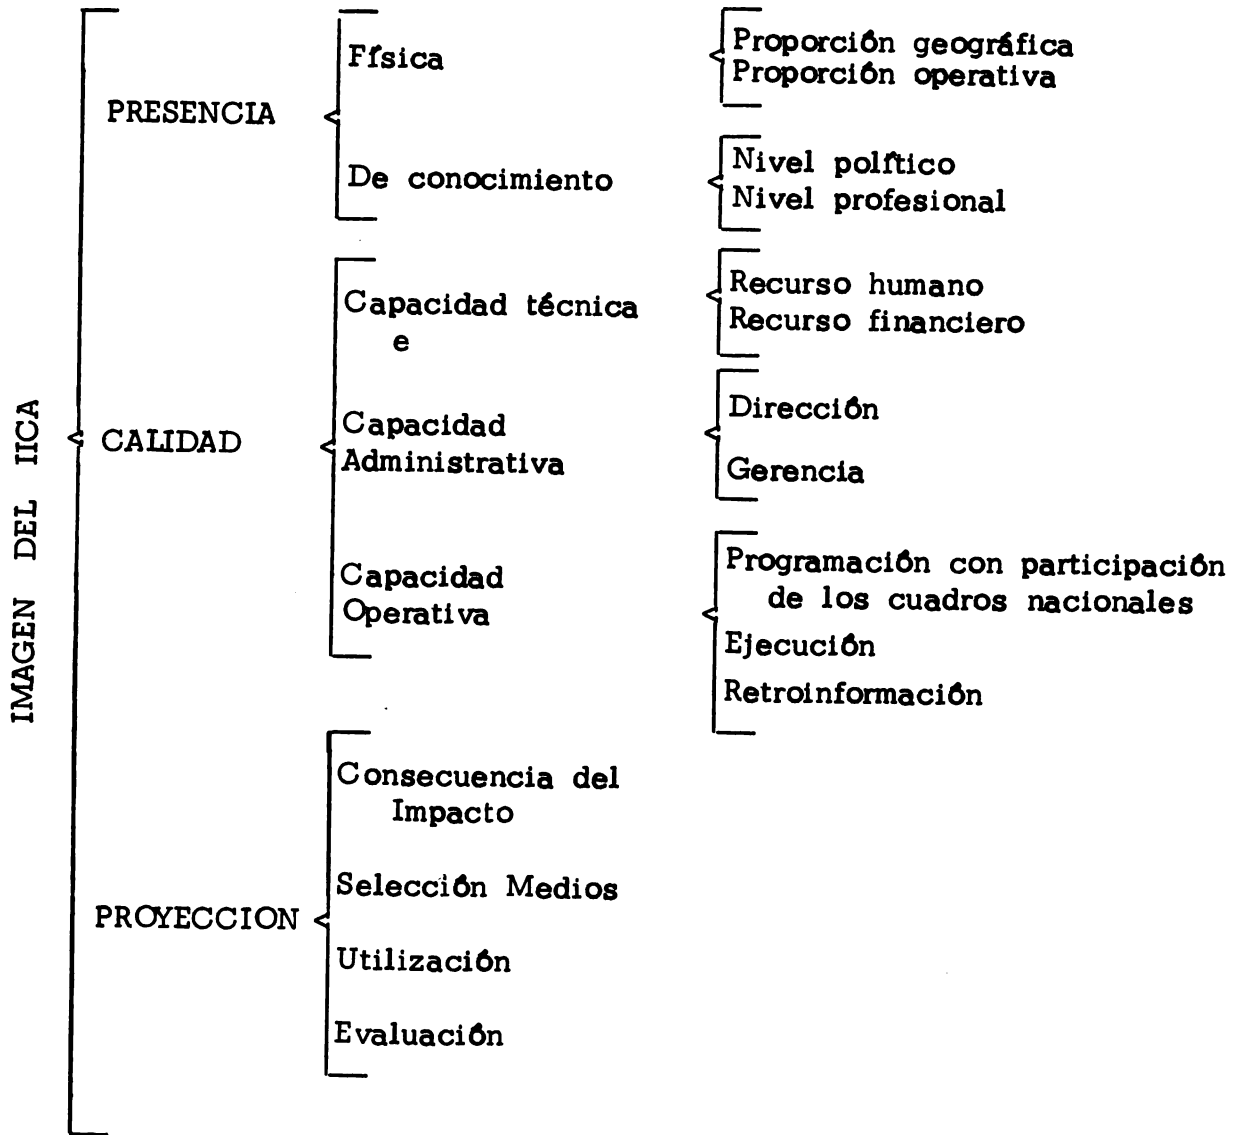 IMAGEN DEL IICA
PRESENCIA
Física
Proporción geográfica
Proporción operativa
De conocimiento
Nivel político
Nivel profesional
CALIDAD
Capacidad técnica
e
Recurso humano
Recurso financiero
Capacidad
Administrativa
Dirección
Gerencia
Capacidad
Operativa
Programación con participación
de los cuadros nacionales
Ejecución
Retroinformación
PROYECCION
Consecuencia del
Impacto
Selección Medios
Utilización
Evaluación